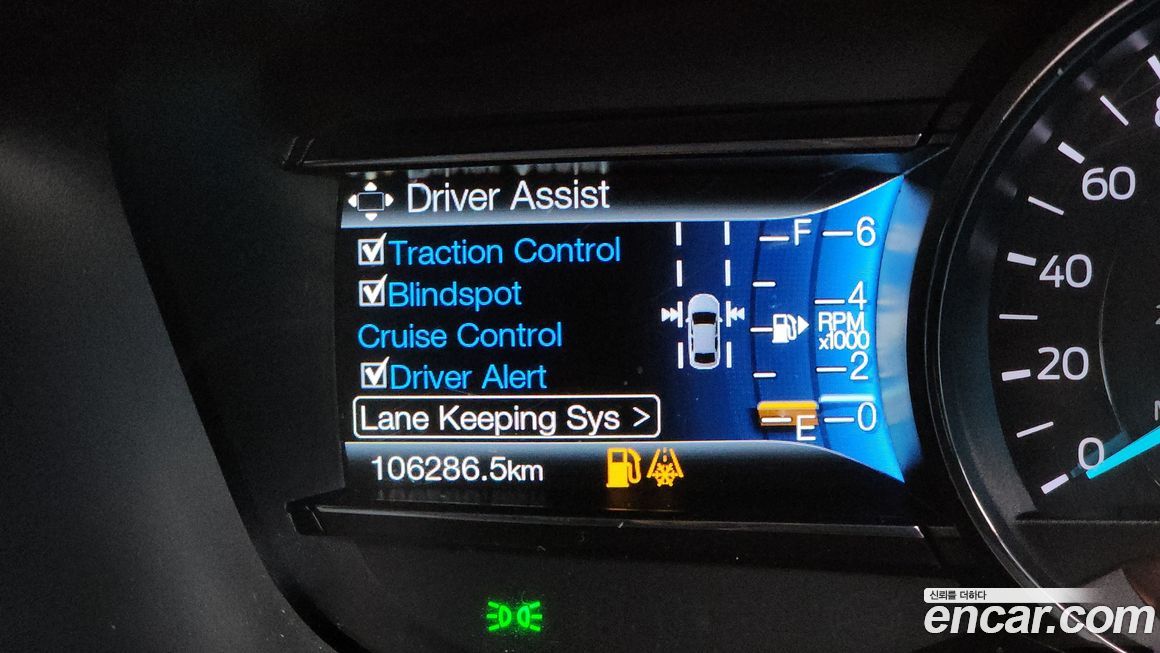 Driver Assist
Traction Control
Blindspot
Cruise Control
Driver Alert
Lane Keeping Sys >
106286.5km
F
E
6
4
RPM
x1000
2
0
60
40
20
0
신뢰를 더하다
encar.com